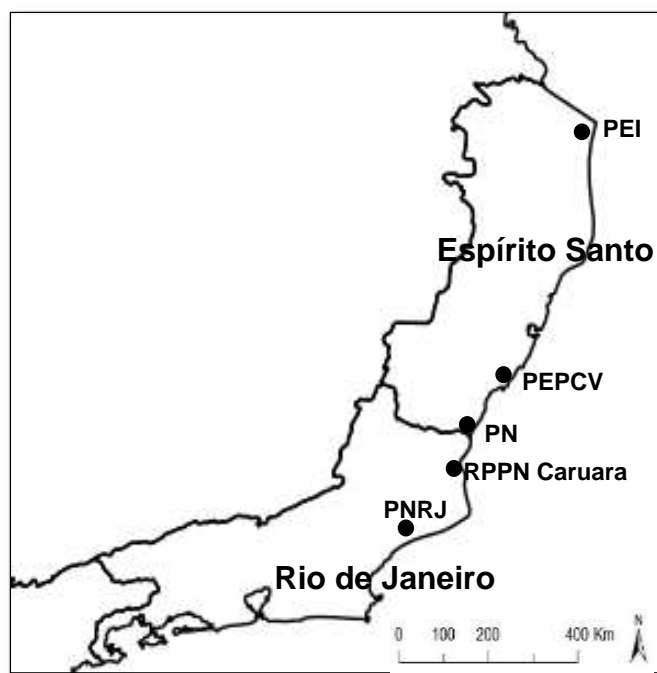 PEI
Espírito Santo
PEPCV
PN
RPPN Caruara
PNRJ
Rio de Janeiro
0 100 200 400 Km
N